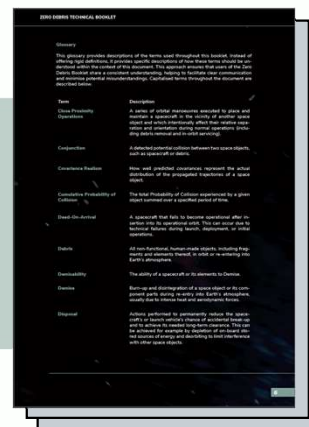 ZERO DEBRIS TECHNICAL BOOKLET
Glossary
This glossary provides descriptions of the terms used throughout this booklet. Instead of
offering rigid definitions, it provides specific descriptions of how these terms should be un-
derstood within the context of this document. This approach ensures that users of the Zero
Debris Booklet share a consistent understanding, helping to facilitate clear communication
and minimise potential misunderstandings. Capitalised terms throughout the document are
described below.
Term
Description
Close Proximity
Operations
A series of orbital manoeuvres executed to place and
maintain a spacecraft in the vicinity of another space
object and which intentionally affect their relative sepa-
ration and orientation during normal operations (inclu-
ding debris removal and in-orbit servicing).
Conjunction
A detected potential collision between two space objects,
such as spacecraft or debris.
Covariance Realism
How well predicted covariances represent the actual
distribution of the propagated trajectories of a space
object.
Cumulative Probability of
Collision
The total Probability of Collision experienced by a given
object summed over a specified period of time.
Dead-On-Arrival
A spacecraft that fails to become operational after in-
sertion into its operational orbit. This can occur due to
technical failures during launch, deployment, or initial
operations.
Debris
All non-functional, human-made objects, including frag-
ments and elements thereof, in orbit or re-entering into
Earth's atmosphere.
Demisability
The ability of a spacecraft or its elements to Demise.
Demise
Burn-up and disintegration of a space object or its com-
ponent parts during re-entry into Earth's atmosphere,
usually due to intense heat and aerodynamic forces.
Disposal
Actions performed to permanently reduce the space-
craft's or launch vehicle's chance of accidental break-up
and to achieve its needed long-term clearance. This can
be achieved for example by depletion of on-board sto-
red sources of energy and deorbiting to limit interference
with other space objects.